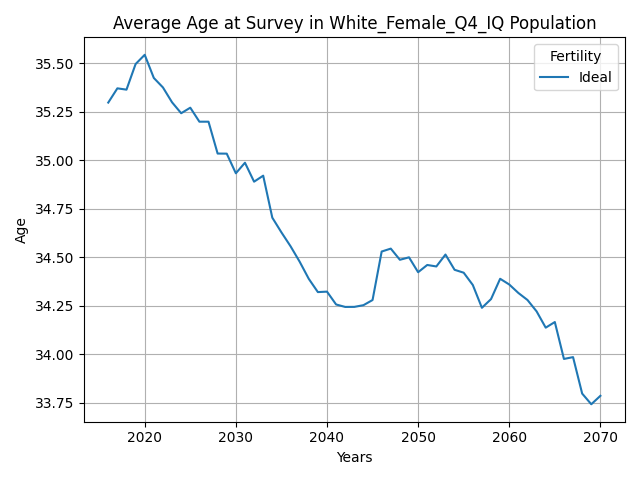 Average Age at Survey in White_Female_Q4_IQ Population
Fertility
Ideal
35.50
35.25
35.00
34.75
34.50
34.25
34.00
33.75
Age
2020 2030 2040 2050 2060 2070
Years